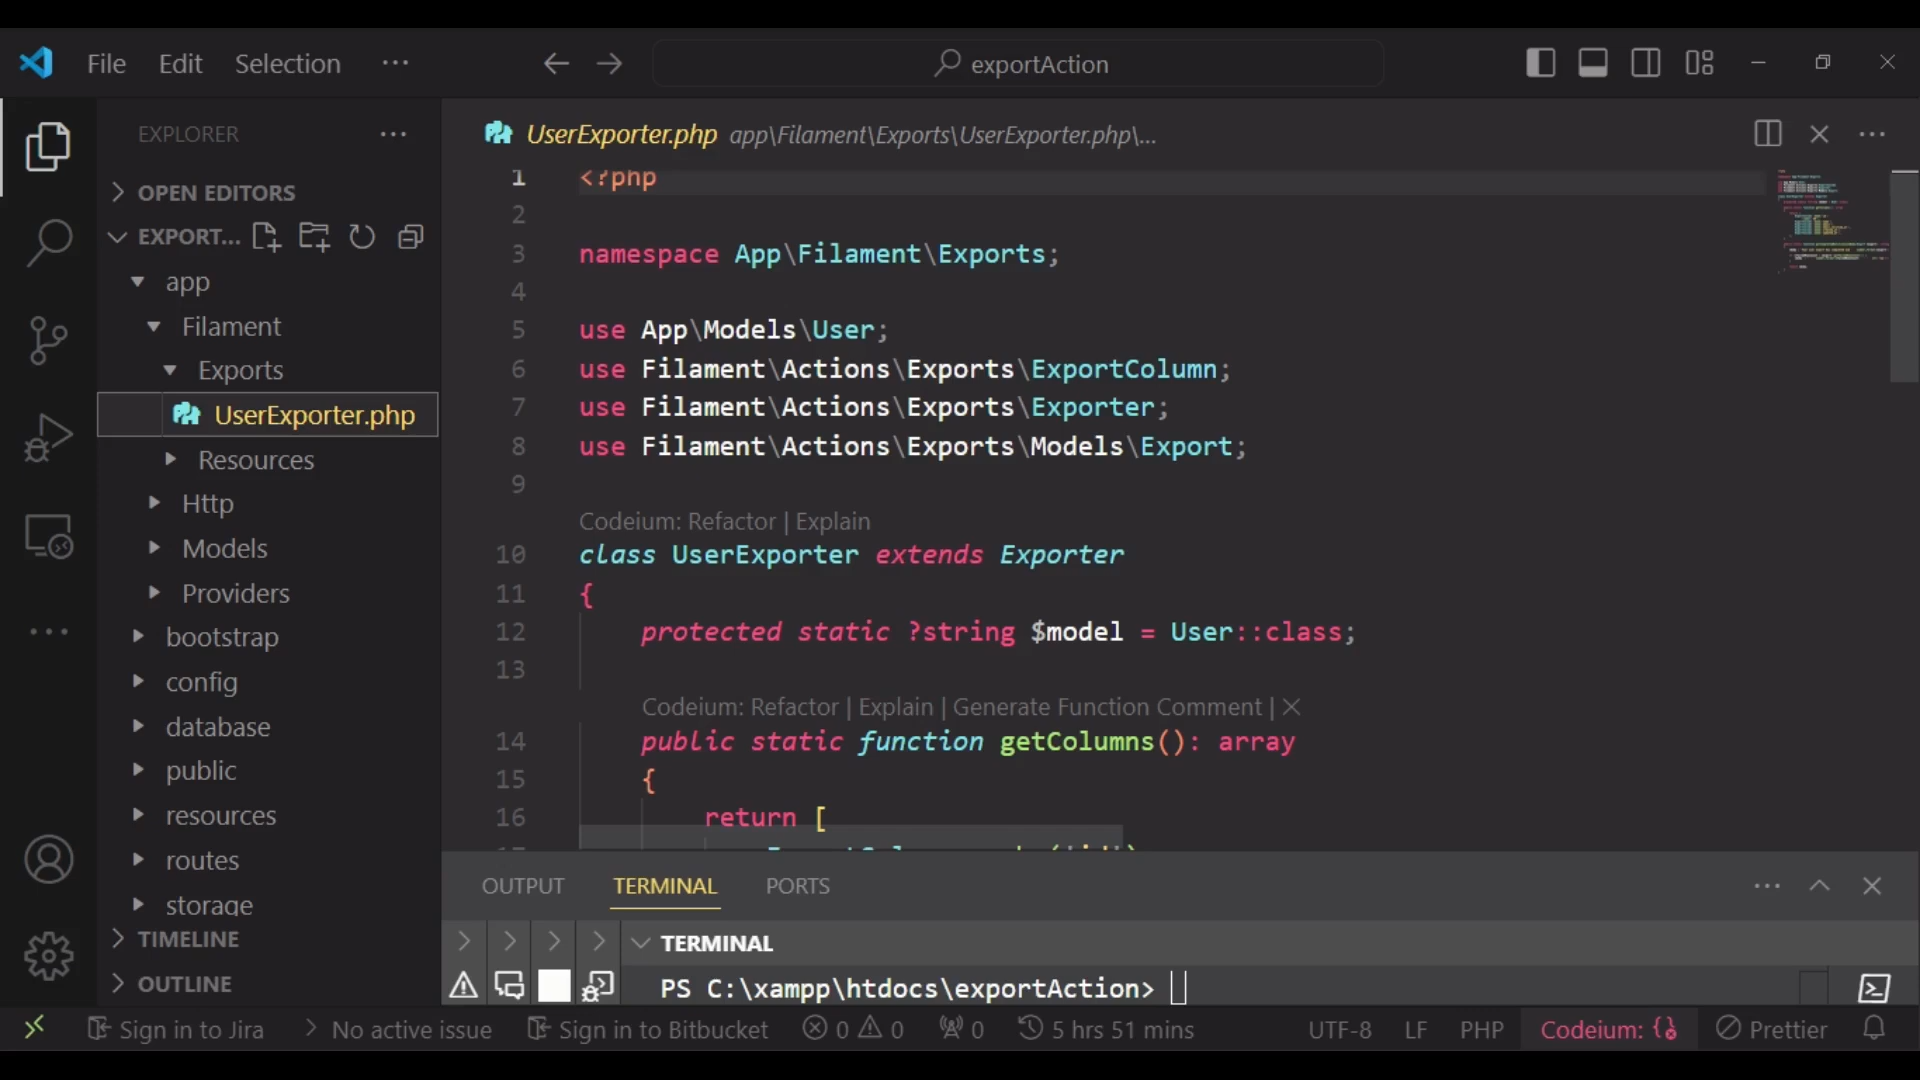 File Edit Selection ···
exportAction
EXPLORER
OPEN EDITORS
EXPORT...
app
Filament
Exports
UserExporter.php
Resources
Http
Models
Providers
bootstrap
config
database
public
resources
routes
storage
TIMELINE
OUTLINE
UserExporter.php app\Filament\Exports\UserExporter.php\...
1 <?php
2
3 namespace App\Filament\Exports;
4
5 use App\Models\User;
6 use Filament\Actions\Exports\ExportColumn;
7 use Filament\Actions\Exports\Exporter;
8 use Filament\Actions\Exports\Models\Export;
9
Codeium: Refactor | Explain
10 class UserExporter extends Exporter
11 {
12 protected static ?string $model = User::class;
13
Codeium: Refactor | Explain | Generate Function Comment | ×
14 public static function getColumns(): array
15 {
16 return [
OUTPUT TERMINAL PORTS
TERMINAL
PS C:\xampp\htdocs\exportAction>
Sign in to Jira No active issue Sign in to Bitbucket 0 0 0 5 hrs 51 mins UTF-8 LF PHP Codeium: {} Prettier